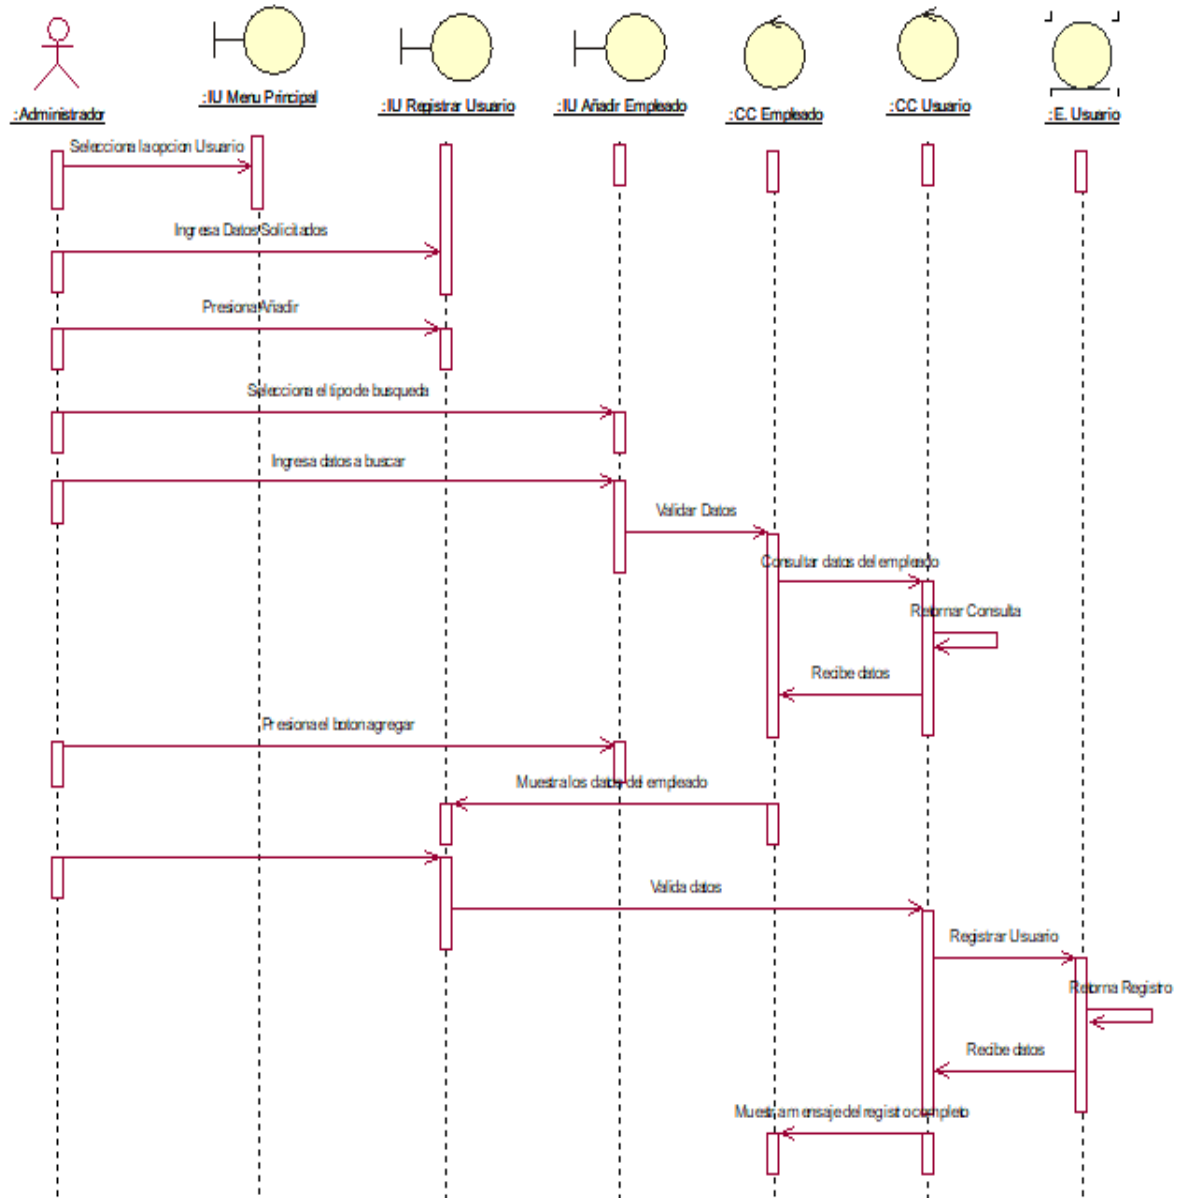 :Administrador
:IU Menu Principal
:IU Registrar Usuario
:IU Añadir Empleado
:CC Empleado
:CC Usuario
:E. Usuario
Selecciona la opcion Usuario
Ingresa Datos Solicitados
Presiona Añadir
Selecciona el tipo de busqueda
Ingresa datos a buscar
Validar Datos
Consultar datos del empleado
Retornar Consulta
Recibe datos
Presiona el boton agregar
Muestra los datos del empleado
Valida datos
Registrar Usuario
Retorna Registro
Recibe datos
Muestra mensaje del registro completo